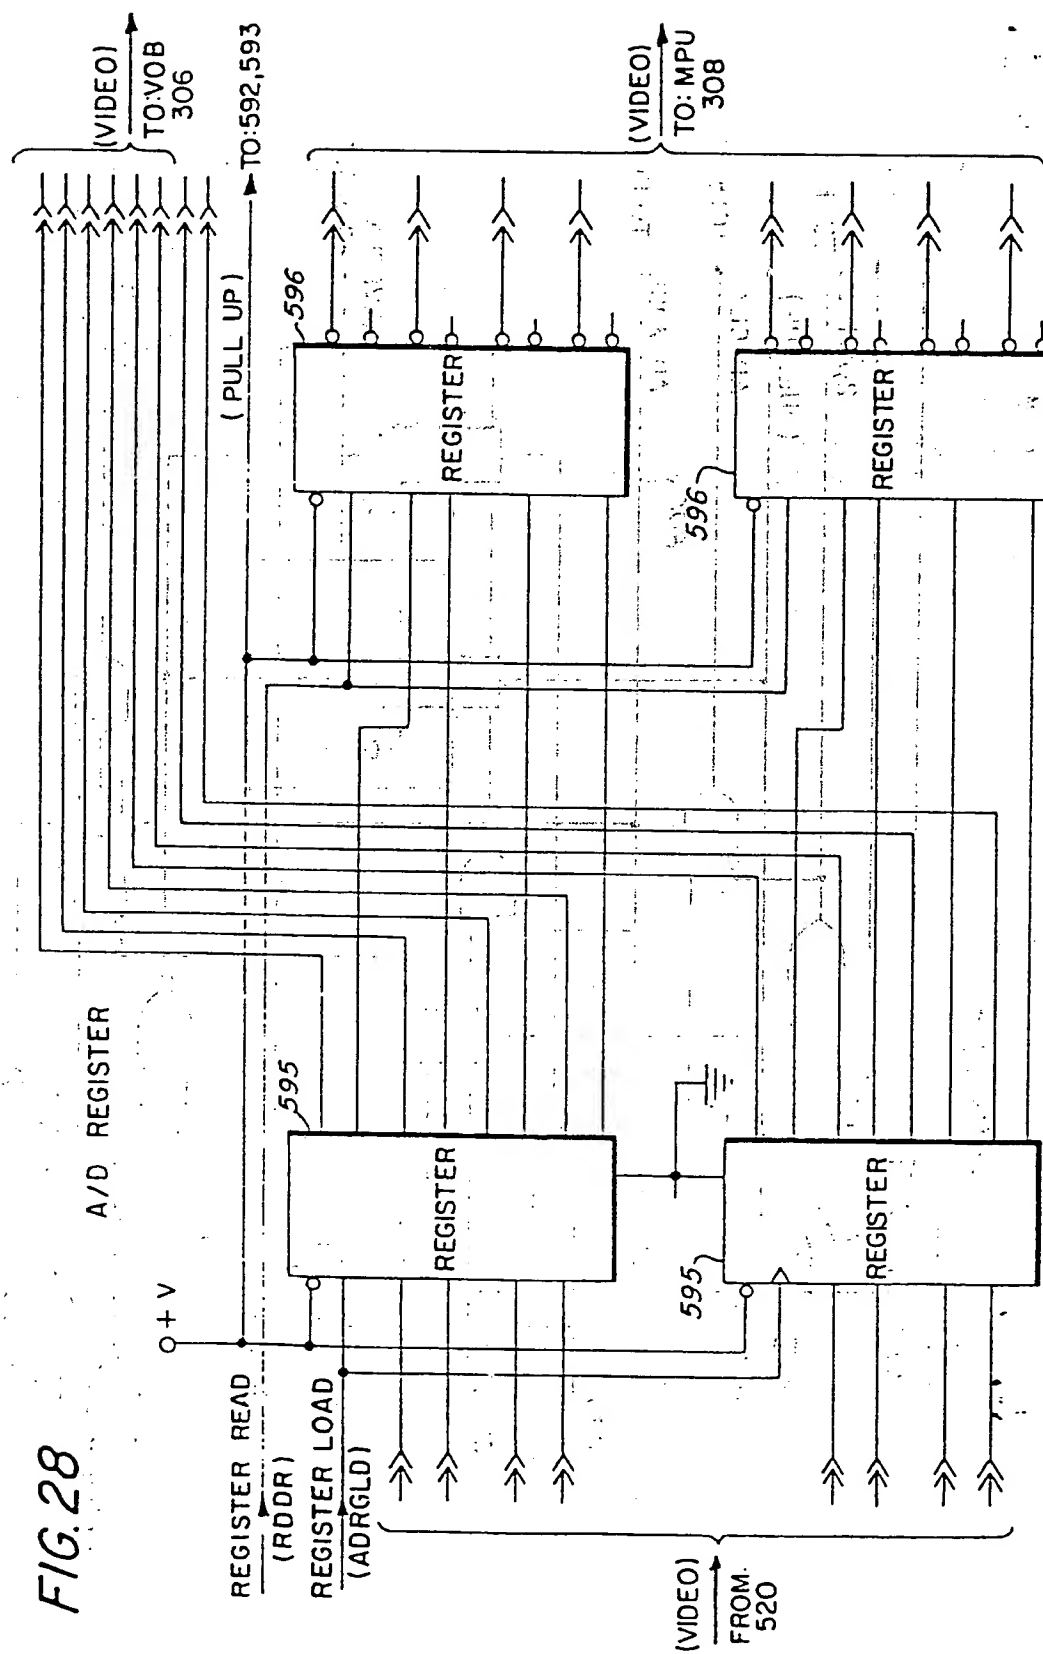 FIG.28
A/D REGISTER
+ V
REGISTER READ
(RDDR)
REGISTER LOAD
(ADRGLD)
(VIDEO)
FROM.
520
595
REGISTER
595
REGISTER
(PULL UP)
TO:592,593
596
REGISTER
596
REGISTER
(VIDEO)
TO:VOB
306
(VIDEO)
TO: MPU
308